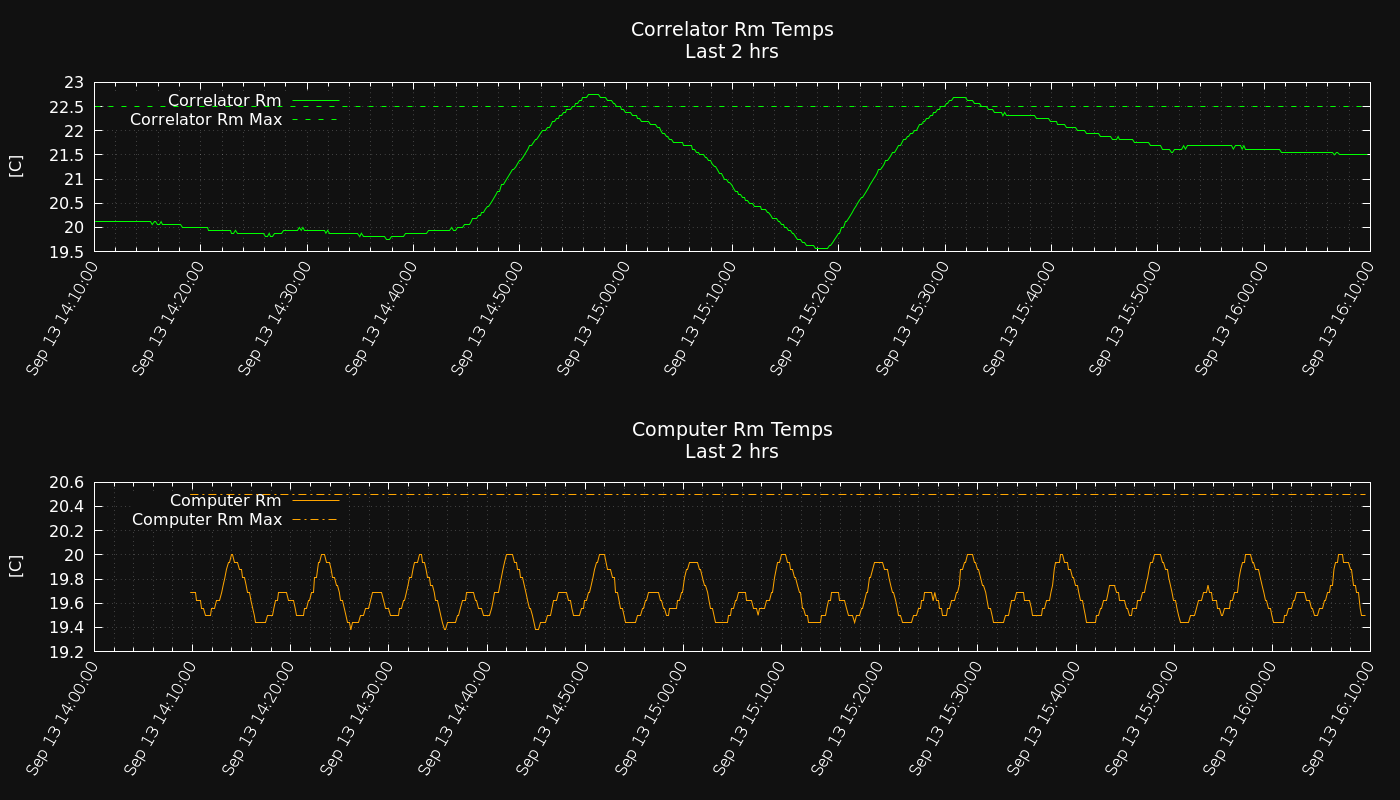 Correlator Rm Temps
Last 2 hrs
23
22.5
22
21.5
21
20.5
20
19.5
[C]
Correlator Rm
Correlator Rm Max
Sep 13 14:10:00
Sep 13 14:20:00
Sep 13 14:30:00
Sep 13 14:40:00
Sep 13 14:50:00
Sep 13 15:00:00
Sep 13 15:10:00
Sep 13 15:20:00
Sep 13 15:30:00
Sep 13 15:40:00
Sep 13 15:50:00
Sep 13 16:00:00
Sep 13 16:10:00
Computer Rm Temps
Last 2 hrs
20.6
20.4
20.2
20
19.8
19.6
19.4
19.2
[C]
Computer Rm
Computer Rm Max
Sep 13 14:00:00
Sep 13 14:10:00
Sep 13 14:20:00
Sep 13 14:30:00
Sep 13 14:40:00
Sep 13 14:50:00
Sep 13 15:00:00
Sep 13 15:10:00
Sep 13 15:20:00
Sep 13 15:30:00
Sep 13 15:40:00
Sep 13 15:50:00
Sep 13 16:00:00
Sep 13 16:10:00